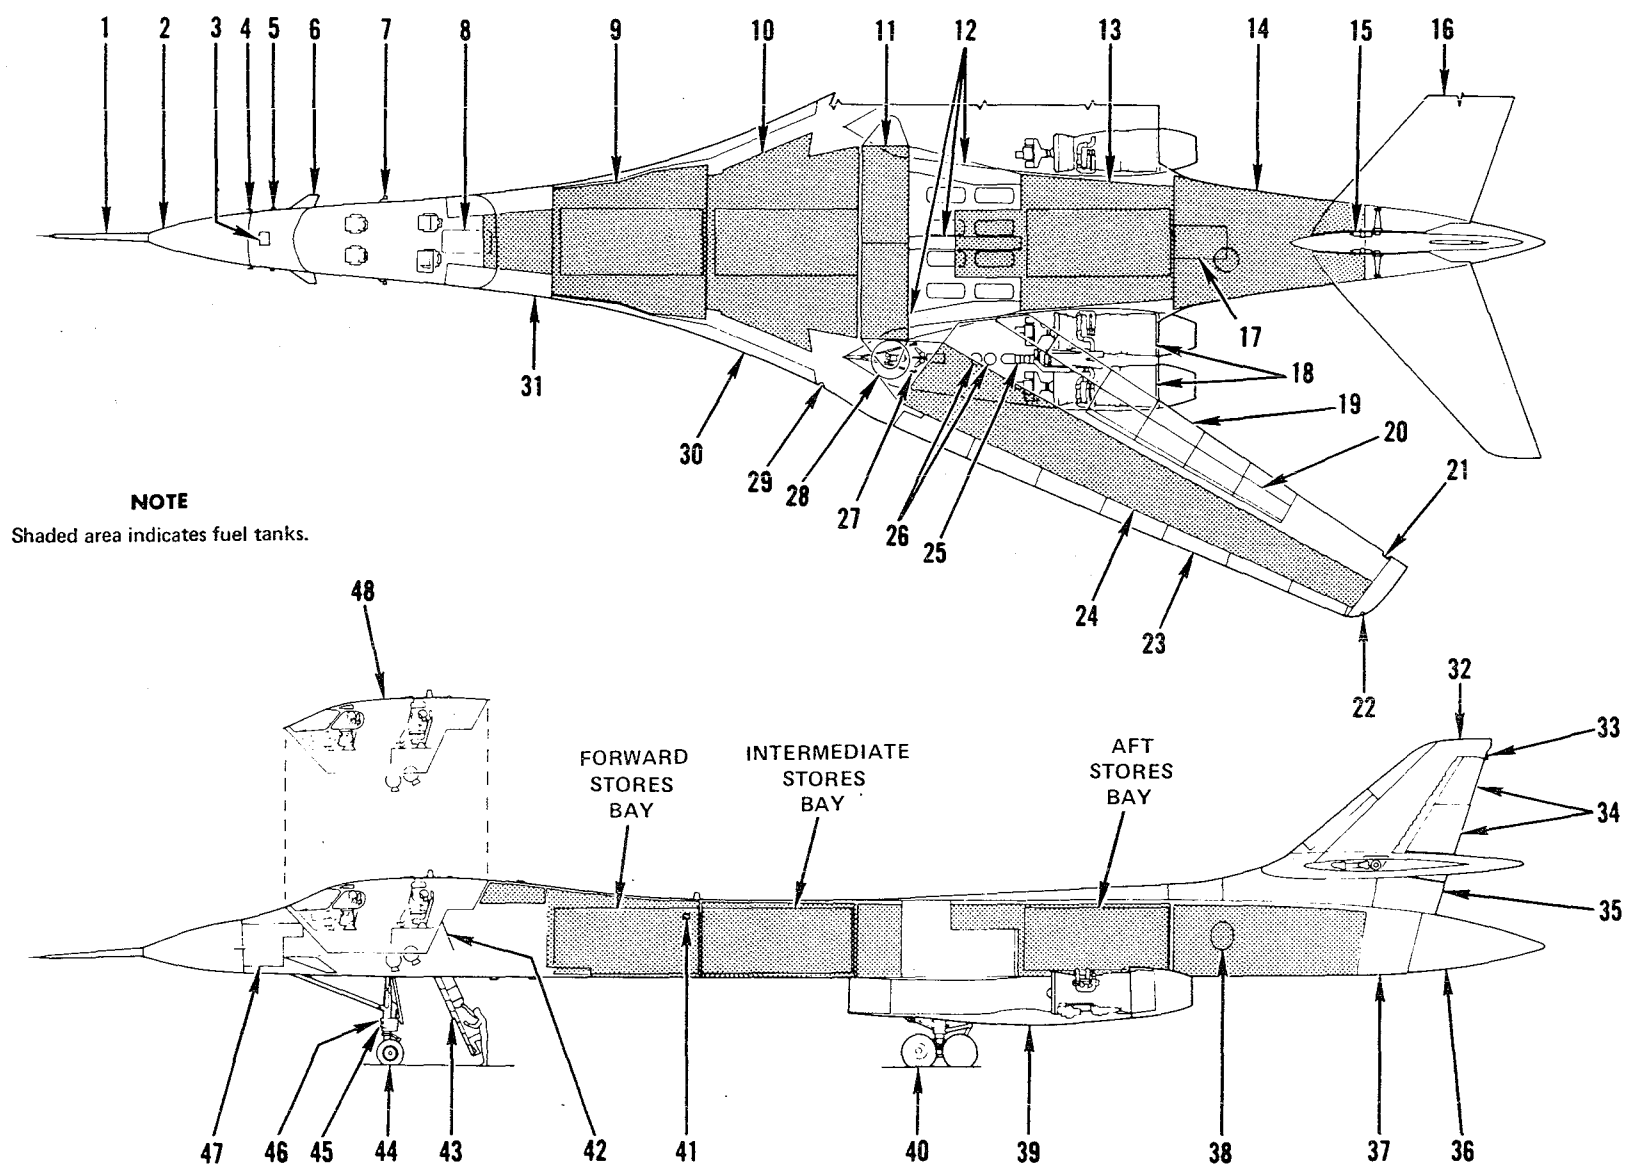 1 2 3 4 5 6 7 8 9 10 11 12 13 14 15 16
17
18
19
20
21
22
23
24
25
26
27
28
29
30
31
NOTE
Shaded area indicates fuel tanks.
48
32
33
34
35
FORWARD
STORES
BAY
INTERMEDIATE
STORES
BAY
AFT
STORES
BAY
47 46 45 44 43 42 41 40 39 38 37 36